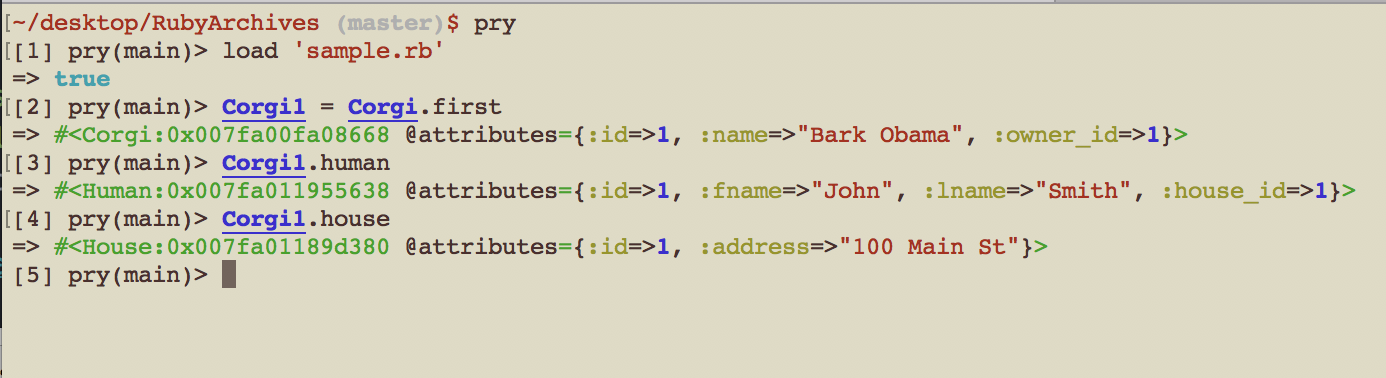 [~/desktop/RubyArchives (master)$ pry
[[1] pry(main)> load 'sample.rb'
=> true
[[2] pry(main)> Corgi1 = Corgi.first
=> #<Corgi:0x007fa00fa08668 @attributes={:id=>1, :name=>"Bark Obama", :owner_id=>1}>
[[3] pry(main)> Corgi1.human
=> #<Human:0x007fa011955638 @attributes={:id=>1, :fname=>"John", :lname=>"Smith", :house_id=>1}>
[[4] pry(main)> Corgi1.house
=> #<House:0x007fa01189d380 @attributes={:id=>1, :address=>"100 Main St"}>
[5] pry(main)>